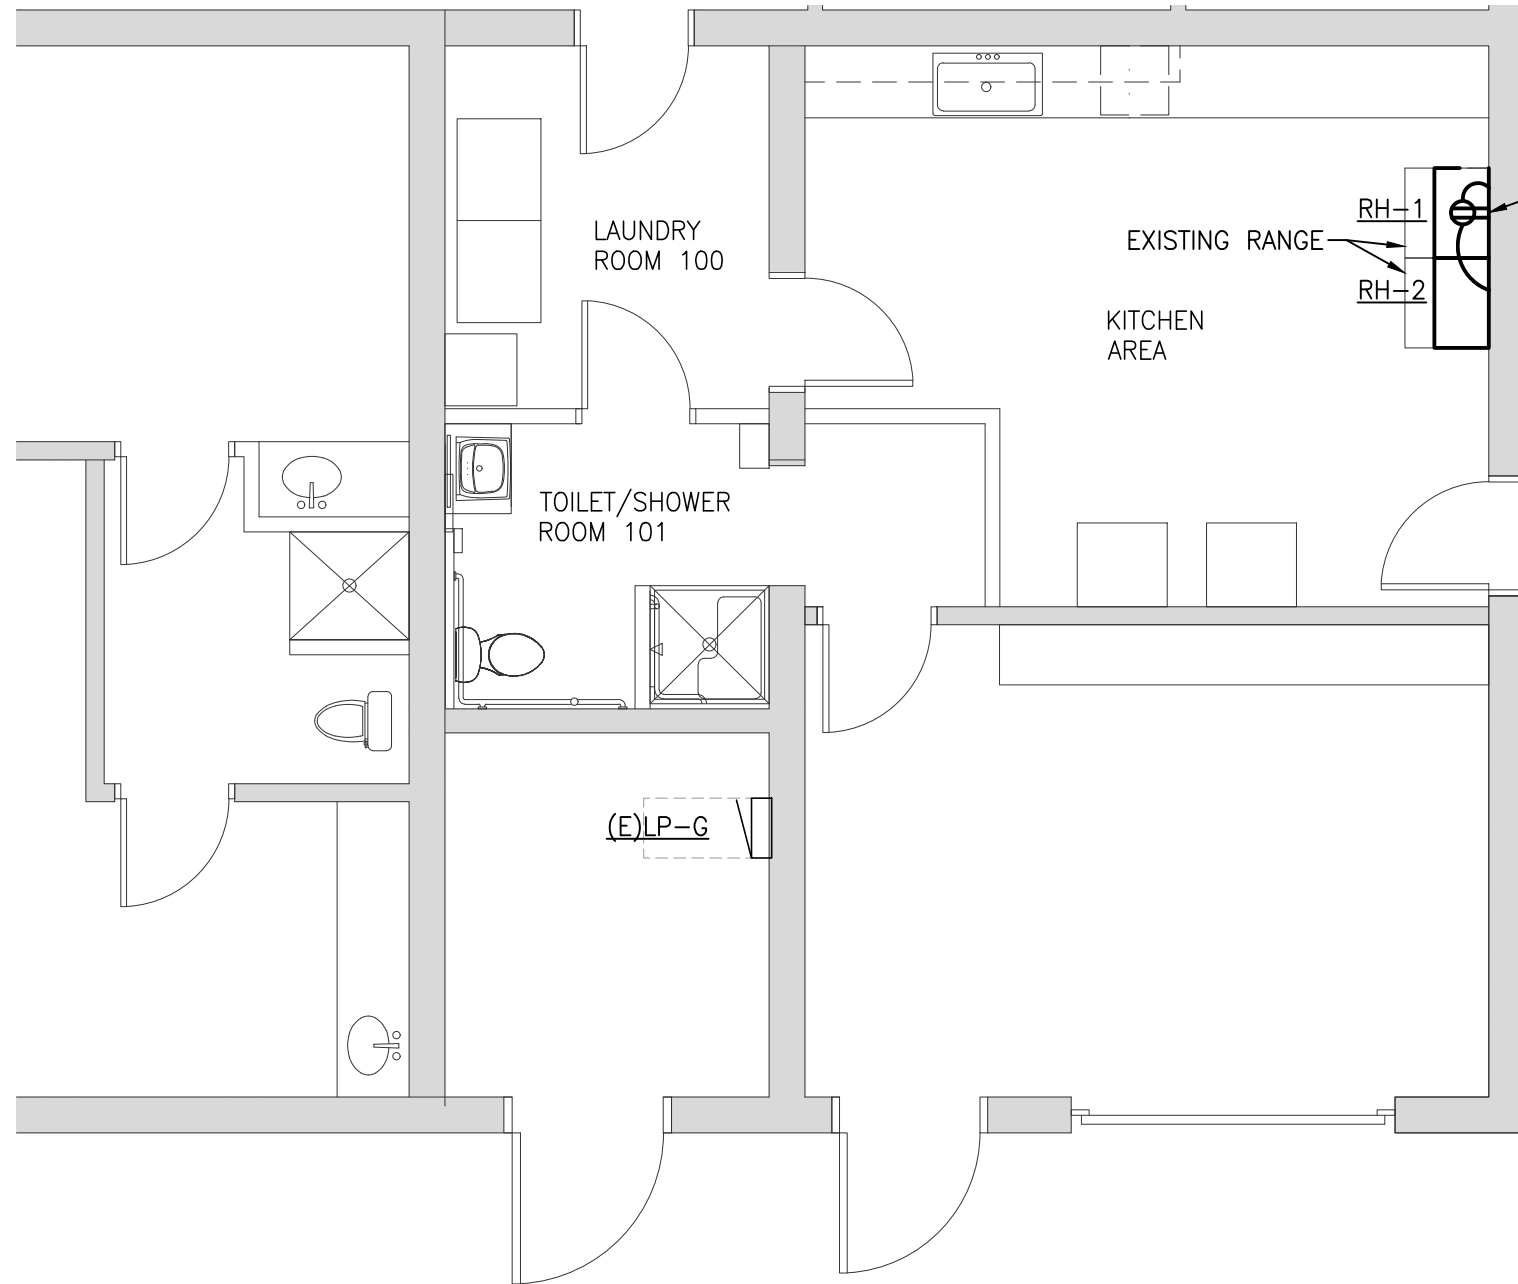 LAUNDRY
ROOM 100
RH-1
EXISTING RANGE
RH-2
KITCHEN
AREA
TOILET/SHOWER
ROOM 101
(E)LP-G